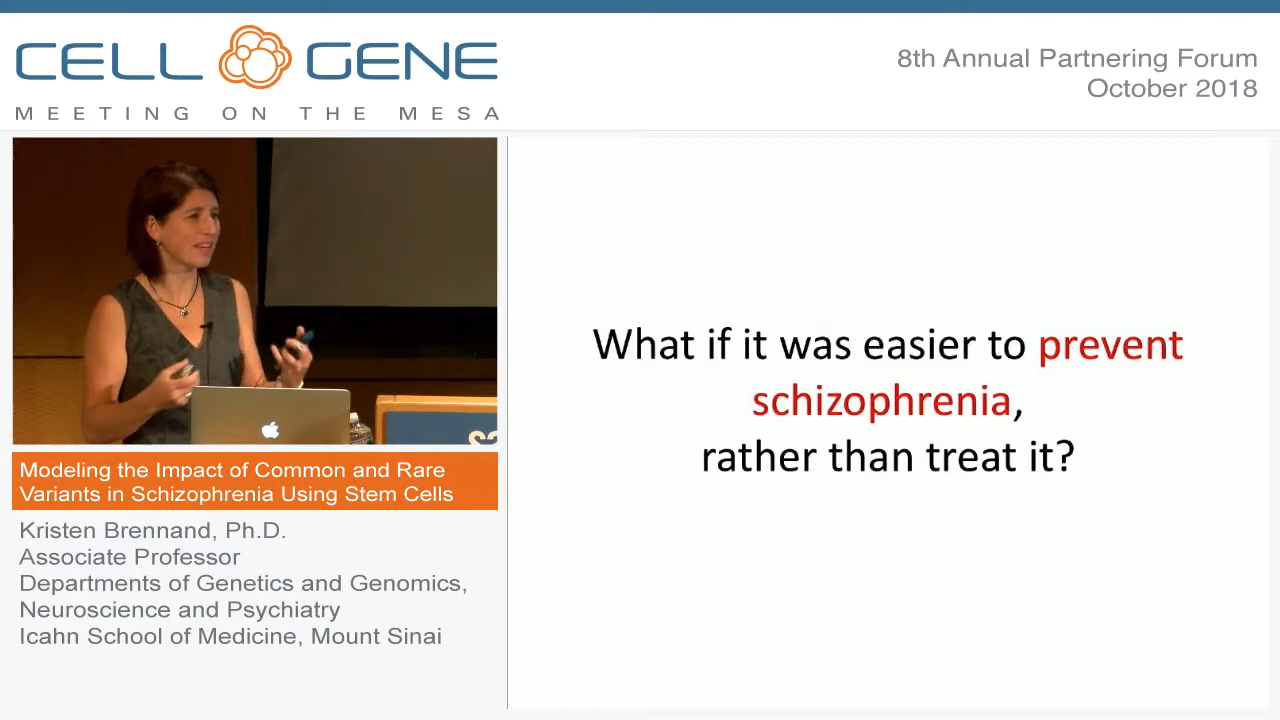 CELL GENE
MEETING ON THE MESA
8th Annual Partnering Forum
October 2018
What if it was easier to prevent
schizophrenia,
rather than treat it?
Modeling the Impact of Common and Rare
Variants in Schizophrenia Using Stem Cells
Kristen Brennand, Ph.D.
Associate Professor
Departments of Genetics and Genomics,
Neuroscience and Psychiatry
Icahn School of Medicine, Mount Sinai